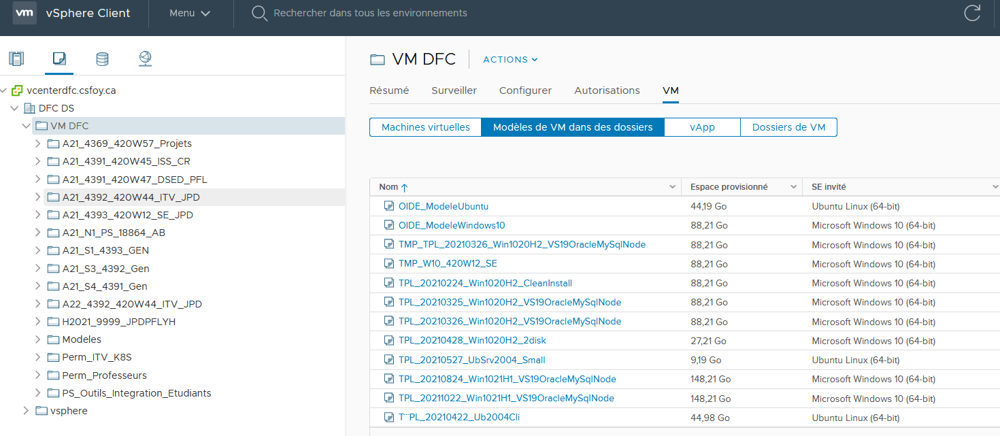 vm vSphere Client Menu Rechercher dans tous les environnements
vcenterdfc.csfoy.ca
DFC DS
VM DFC
A21_4369_420W57_Projets
A21_4391_420W45_ISS_CR
A21_4391_420W47_DSED_PFL
A21_4392_420W44_ITV_JPD
A21_4393_420W12_SE_JPD
A21_N1_PS_18864_AB
A21_S1_4393_GEN
A21_S3_4392_Gen
A21_S4_4391_Gen
A22_4392_420W44_ITV_JPD
H2021_9999_JPDPFLYH
Modeles
Perm_ITV_K8S
Perm_Professeurs
PS_Outils_Integration_Etudiants
vsphere
VM DFC ACTIONS
Résumé Surveiller Configurer Autorisations VM
Machines virtuelles Modèles de VM dans des dossiers vApp Dossiers de VM
Nom Espace provisionné SE invité
OIDE_ModeleUbuntu 44,19 Go Ubuntu Linux (64-bit)
OIDE_ModeleWindows10 88,21 Go Microsoft Windows 10 (64-bit)
TMP_TPL_20210326_Win1020H2_VS19OracleMySqlNode 88,21 Go Microsoft Windows 10 (64-bit)
TMP_W10_420W12_SE 88,21 Go Microsoft Windows 10 (64-bit)
TPL_20210224_Win1020H2_CleanInstall 88,21 Go Microsoft Windows 10 (64-bit)
TPL_20210325_Win1020H2_VS19OracleMySqlNode 88,21 Go Microsoft Windows 10 (64-bit)
TPL_20210326_Win1020H2_VS19OracleMySqlNode 88,21 Go Microsoft Windows 10 (64-bit)
TPL_20210428_Win1020H2_2disk 27,21 Go Microsoft Windows 10 (64-bit)
TPL_20210527_UbSrv2004_Small 9,19 Go Ubuntu Linux (64-bit)
TPL_20210824_Win1021H1_VS19OracleMySqlNode 148,21 Go Microsoft Windows 10 (64-bit)
TPL_20211022_Win1021H1_VS19OracleMySqlNode 148,21 Go Microsoft Windows 10 (64-bit)
T¨PL_20210422_Ub2004Cli 44,98 Go Ubuntu Linux (64-bit)